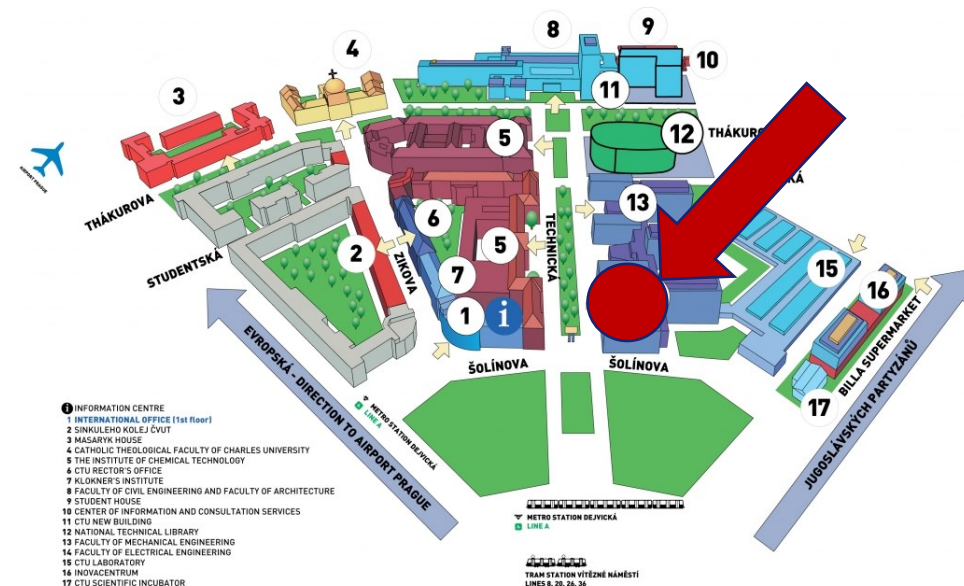 8
9
10
4
3
11
5
12
THÁKUROVA
AIRPORT PRAGUE
THÁKUROVA
13
6
TECHNICKÁ
STUDENTSKÁ
2
ZIKOVA
5
7
15
16
1
i
BILLA SUPERMARKET
ŠOLÍNOVA
ŠOLÍNOVA
17
EVROPSKÁ - DIRECTION TO AIRPORT PRAGUE
JUGOSLÁVSKÝCH PARTYZÁNŮ
METRO STATION DEJVICKÁ
LINE A
i INFORMATION CENTRE
1 INTERNATIONAL OFFICE (1st floor)
2 SINKULEHO KOLEJ ČVUT
3 MASARYK HOUSE
4 CATHOLIC THEOLOGICAL FACULTY OF CHARLES UNIVERSITY
5 THE INSTITUTE OF CHEMICAL TECHNOLOGY
6 CTU RECTOR'S OFFICE
7 KLOKNER'S INSTITUTE
8 FACULTY OF CIVIL ENGINEERING AND FACULTY OF ARCHITECTURE
9 STUDENT HOUSE
10 CENTER OF INFORMATION AND CONSULTATION SERVICES
11 CTU NEW BUILDING
12 NATIONAL TECHNICAL LIBRARY
13 FACULTY OF MECHANICAL ENGINEERING
14 FACULTY OF ELECTRICAL ENGINEERING
15 CTU LABORATORY
16 INOVACENTRUM
17 CTU SCIENTIFIC INCUBATOR
METRO STATION DEJVICKÁ
LINE A
TRAM STATION VÍTĚZNÉ NÁMĚSTÍ
LINES 8, 20, 26, 36